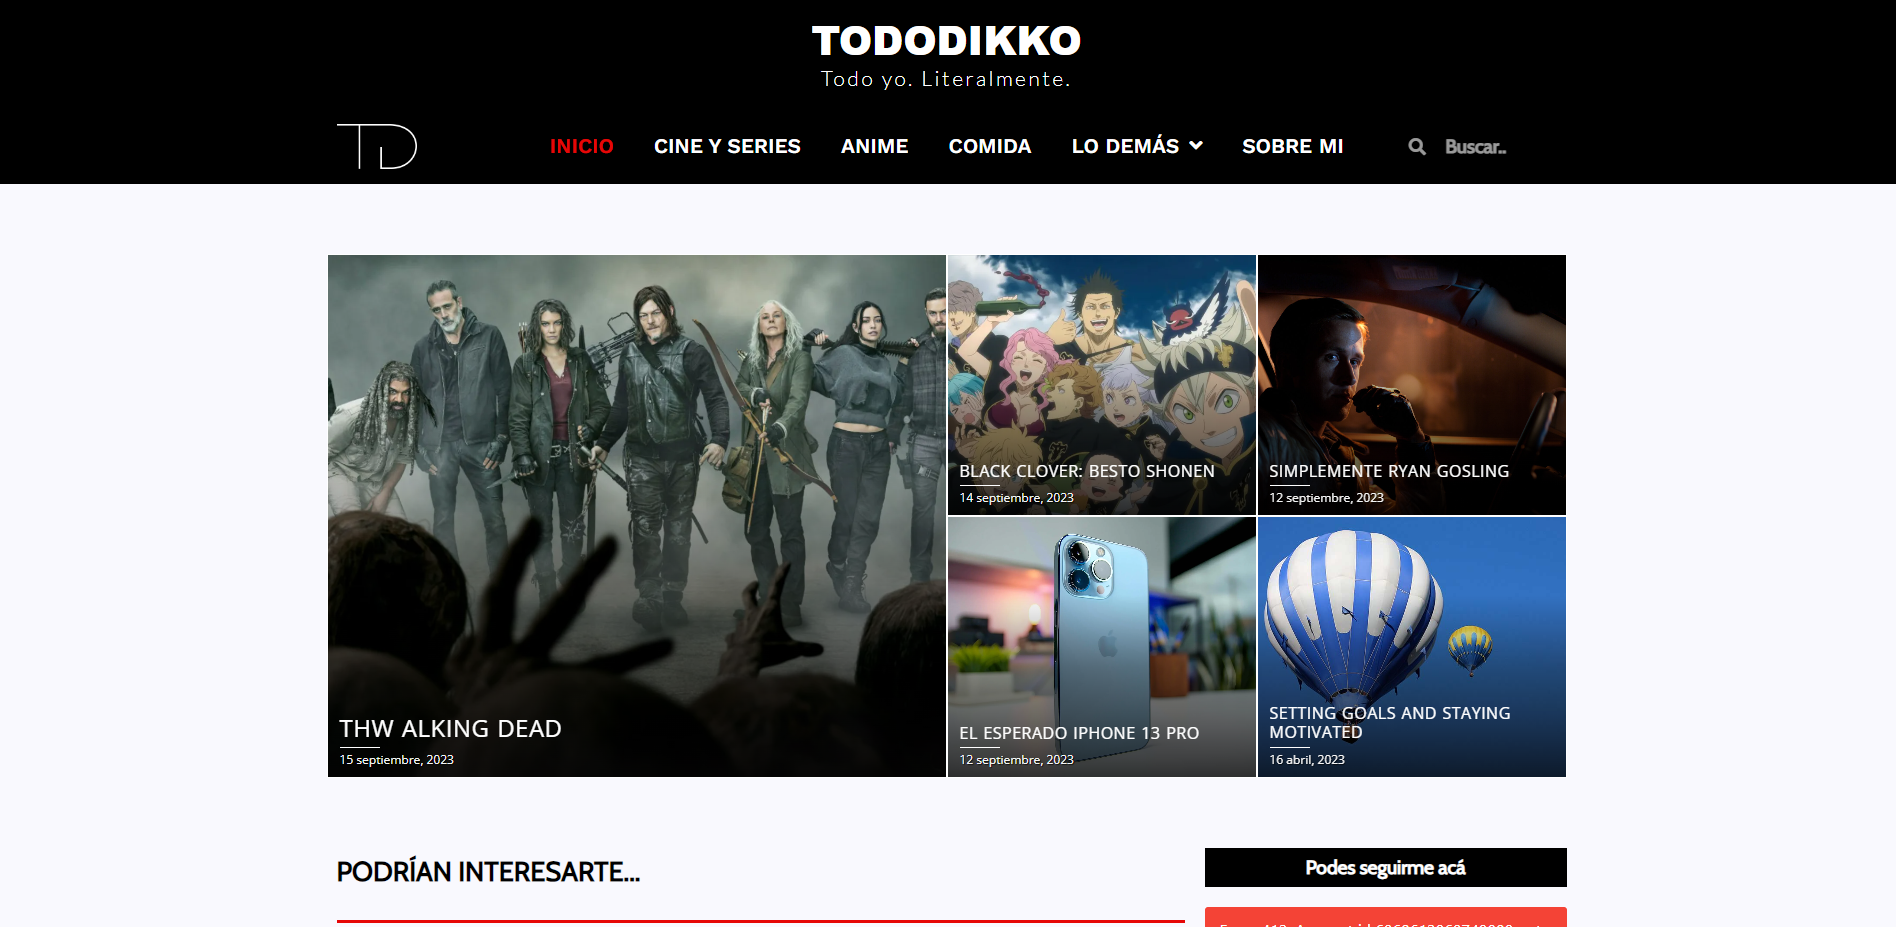 TODODIKKO
Todo yo. Literalmente.
TD
INICIO
CINE Y SERIES
ANIME
COMIDA
LO DEMÁS
SOBRE MI
Buscar..
THW ALKING DEAD
15 septiembre, 2023
BLACK CLOVER: BESTO SHONEN
14 septiembre, 2023
SIMPLEMENTE RYAN GOSLING
12 septiembre, 2023
EL ESPERADO IPHONE 13 PRO
12 septiembre, 2023
SETTING GOALS AND STAYING
MOTIVATED
16 abril, 2023
PODRÍAN INTERESARTE...
Podes seguirme acá